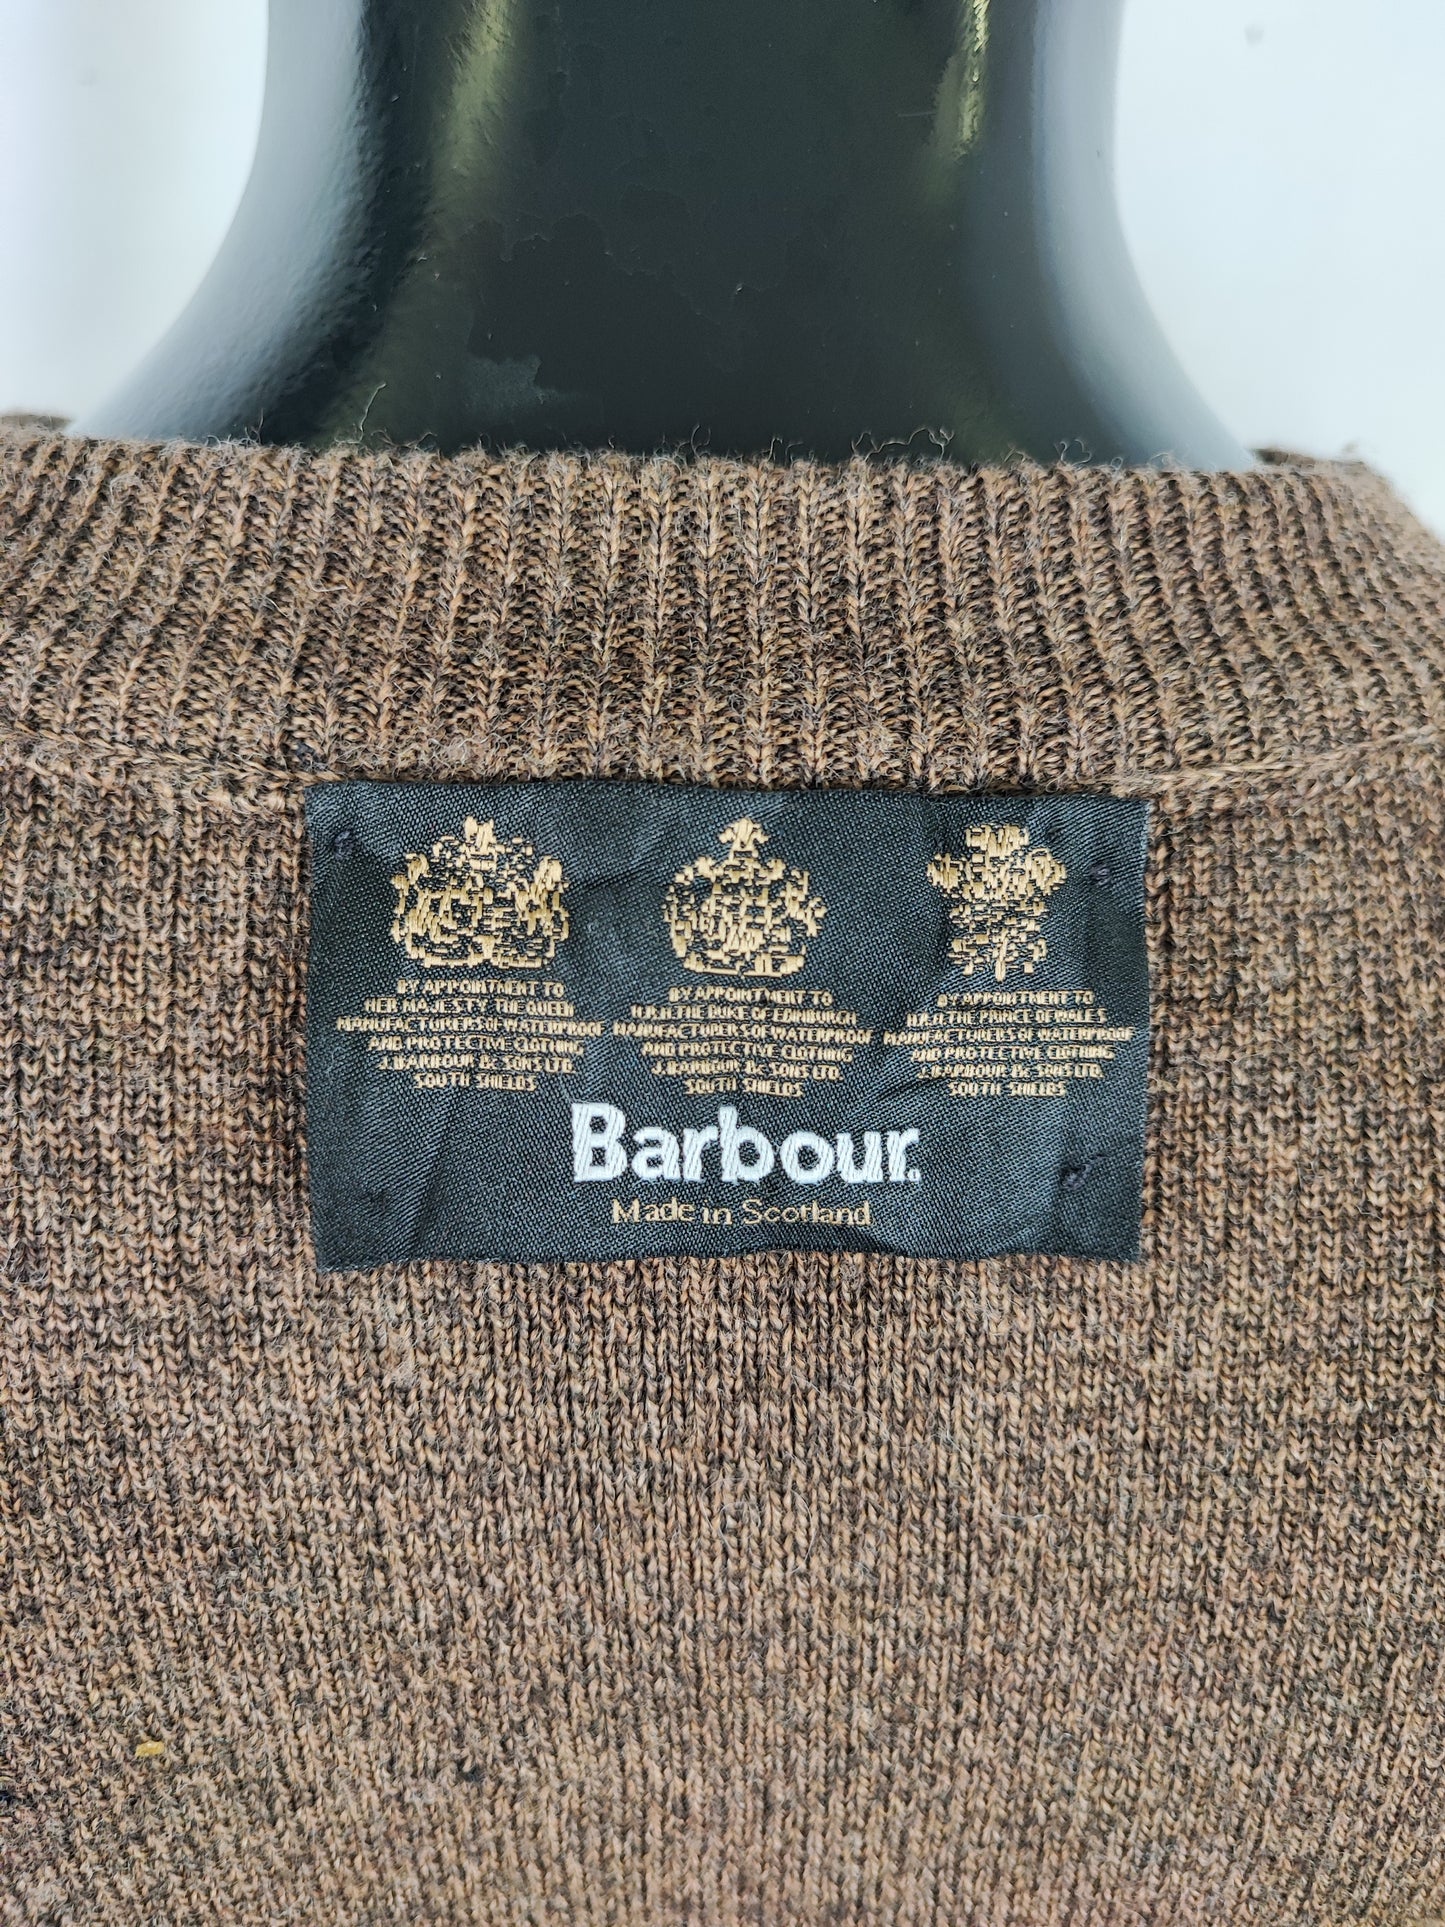 BY APPOINTMENT TO
HER MAJESTY THE QUEEN
MANUFACTURERS OF WATERPROOF
AND PROTECTIVE CLOTHING
J. BARBOUR & SONS LTD.
SOUTH SHIELDS
BY APPOINTMENT TO
H.R.H. THE DUKE OF EDINBURGH
MANUFACTURERS OF WATERPROOF
AND PROTECTIVE CLOTHING
J. BARBOUR & SONS LTD.
SOUTH SHIELDS
BY APPOINTMENT TO
H.R.H. THE PRINCE OF WALES
MANUFACTURERS OF WATERPROOF
AND PROTECTIVE CLOTHING
J. BARBOUR & SONS LTD.
SOUTH SHIELDS
Barbour.
Made in Scotland